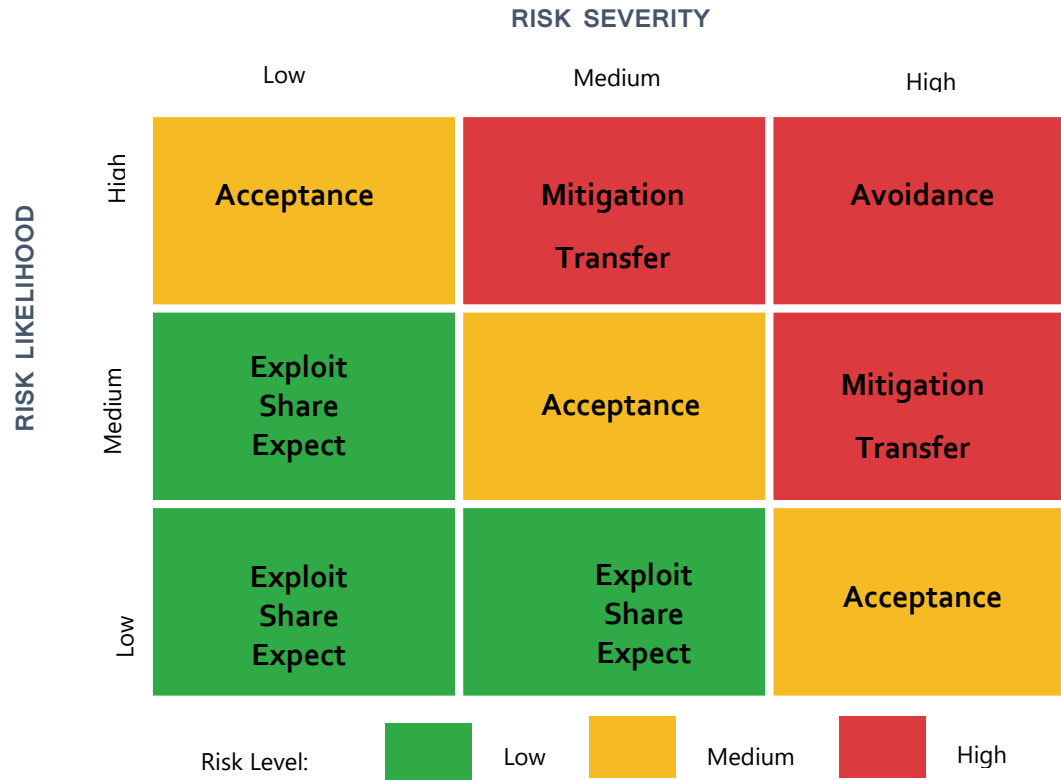 RISK SEVERITY
Low Medium High
RISK LIKELIHOOD
High
Acceptance
Mitigation
Transfer
Avoidance
Medium
Exploit
Share
Expect
Acceptance
Mitigation
Transfer
Low
Exploit
Share
Expect
Exploit
Share
Expect
Acceptance
Risk Level: Low Medium High